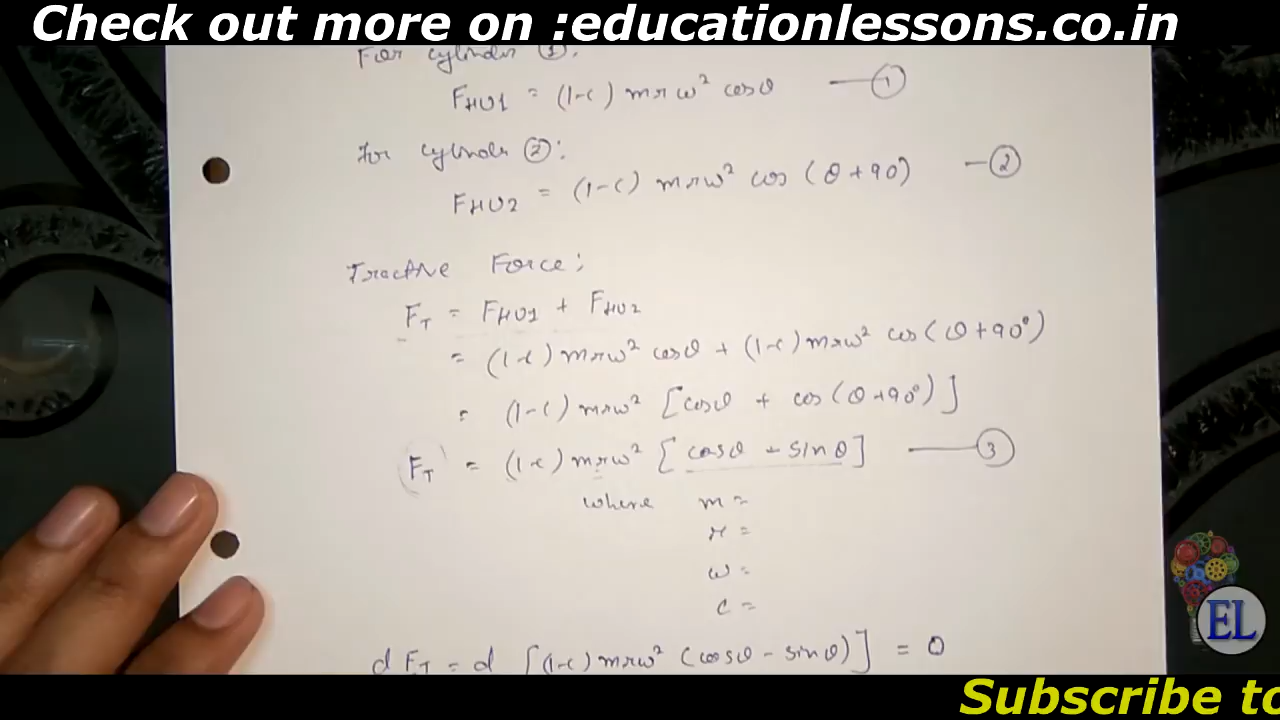 Check out more on :educationlessons.co.in
For cylinder ①:
FHU1 = (1-c) mrω² cosθ —①
For cylinder ②:
FHU2 = (1-c) mrω² cos (θ+90) -②
Tractive Force:
FT = FHU1 + FHU2
= (1-c) mrω² cosθ + (1-c) mrω² cos(θ+90°)
= (1-c) mrω² [cosθ + cos(θ+90°)]
FT = (1-c) mrω² [cosθ - sinθ] —③
where m =
r =
ω =
c =
d FT = d [(1-c) mrω² (cosθ - sinθ)] = 0
EL
Subscribe to